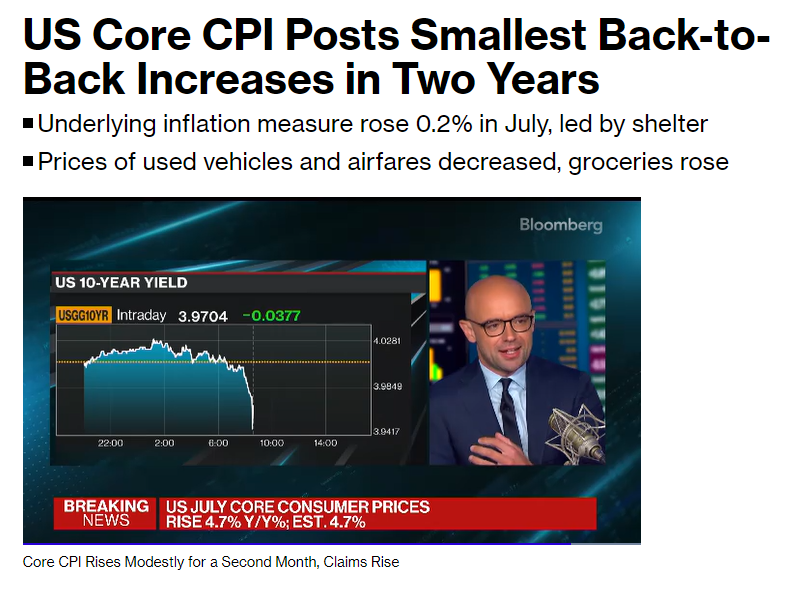 US Core CPI Posts Smallest Back-to-
Back Increases in Two Years
Underlying inflation measure rose 0.2% in July, led by shelter
Prices of used vehicles and airfares decreased, groceries rose
Bloomberg
US 10-YEAR YIELD
USGG10YR Intraday 3.9704 -0.0377
4.0281
3.9849
3.9417
22:00 2:00 6:00 10:00 14:00
BREAKING
NEWS
US JULY CORE CONSUMER PRICES
RISE 4.7% Y/Y%; EST. 4.7%
Core CPI Rises Modestly for a Second Month, Claims Rise